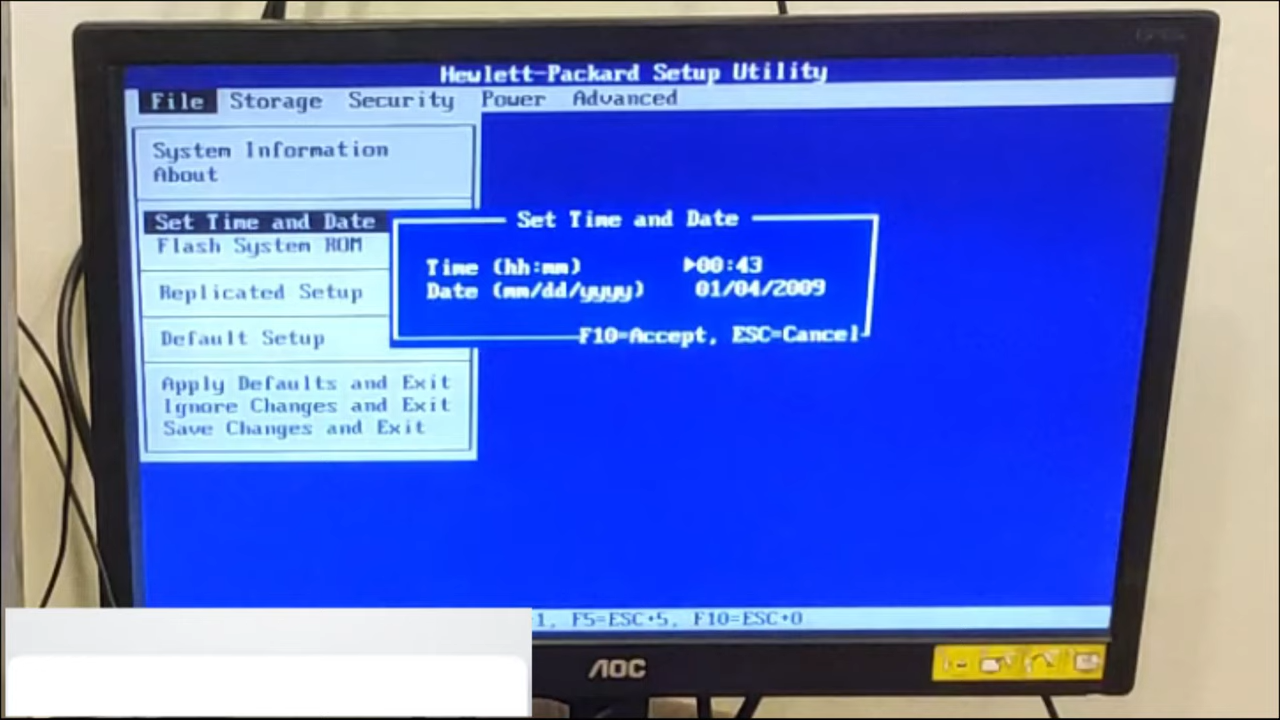 Hewlett-Packard Setup Utility
File Storage Security Power Advanced
System Information
About
Set Time and Date
Flash System ROM
Replicated Setup
Default Setup
Apply Defaults and Exit
Ignore Changes and Exit
Save Changes and Exit
Set Time and Date
Time (hh:mm) 00:43
Date (mm/dd/yyyy) 01/04/2009
F10=Accept, ESC=Cancel
1, F5=ESC+5, F10=ESC+0
AOC